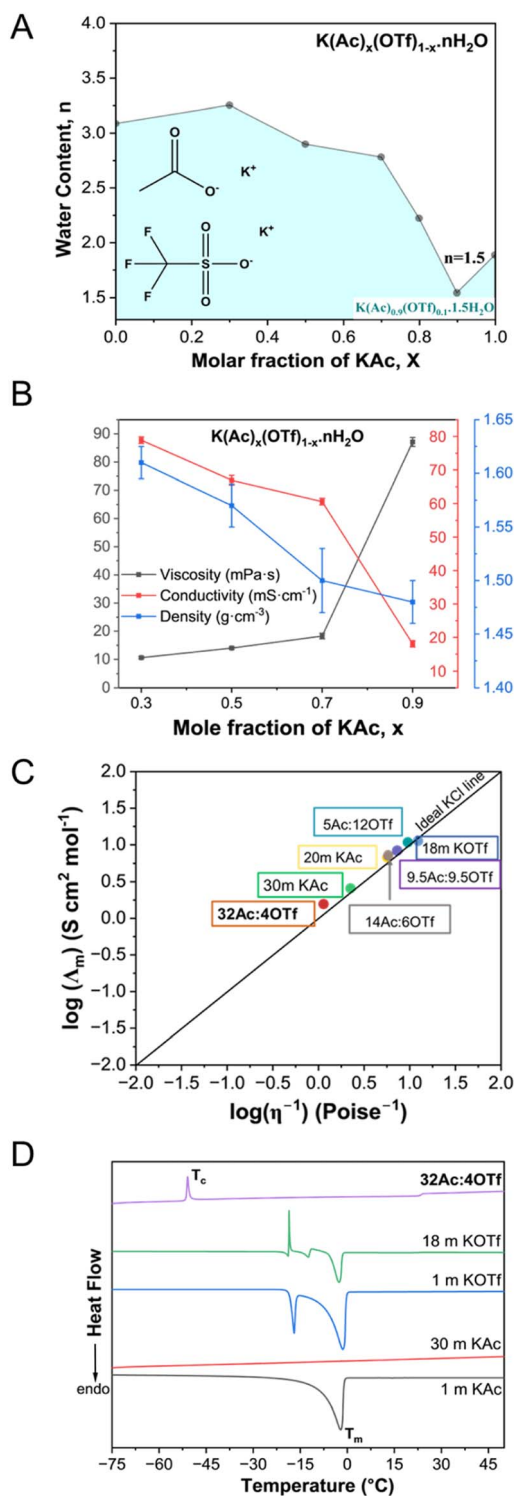 A
K(Ac)x(OTf)1-x.nH2O
4.0
3.5
3.0
2.5
2.0
1.5
Water Content, n
O
O-
K+
K+
F
F
F
S
O
O
O-
n=1.5
K(Ac)0.9(OTf)0.1.1.5H2O
0.0
0.2
0.4
0.6
0.8
1.0
Molar fraction of KAc, X
B
K(Ac)x(OTf)1-x.nH2O
90
80
70
60
50
40
30
20
10
0
80
70
60
50
40
30
20
10
1.65
1.60
1.55
1.50
1.45
1.40
Viscosity (mPa·s)
Conductivity (mS·cm-1)
Density (g·cm-3)
0.3
0.5
0.7
0.9
Mole fraction of KAc, x
C
2.0
1.5
1.0
0.5
0.0
−0.5
−1.0
−1.5
−2.0
log (Λm) (S cm2 mol-1)
Ideal KCl line
5Ac:12OTf
18m KOTf
20m KAc
9.5Ac:9.5OTf
30m KAc
32Ac:4OTf
14Ac:6OTf
−2.0
−1.5
−1.0
−0.5
0.0
0.5
1.0
1.5
2.0
log(η−1) (Poise−1)
D
Tc
32Ac:4OTf
18 m KOTf
1 m KOTf
30 m KAc
1 m KAc
Tm
Heat Flow
endo
-75
-60
-45
-30
-15
0
15
30
45
Temperature (°C)